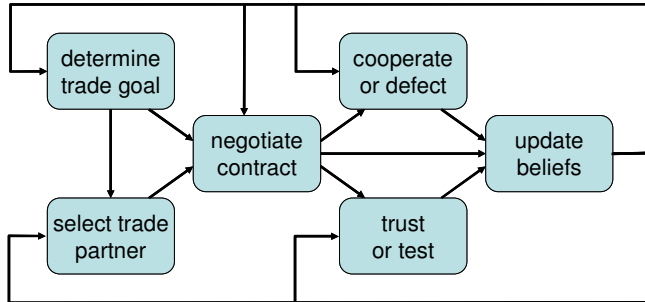 determine
trade goal
cooperate
or defect
negotiate
contract
update
beliefs
select trade
partner
trust
or test